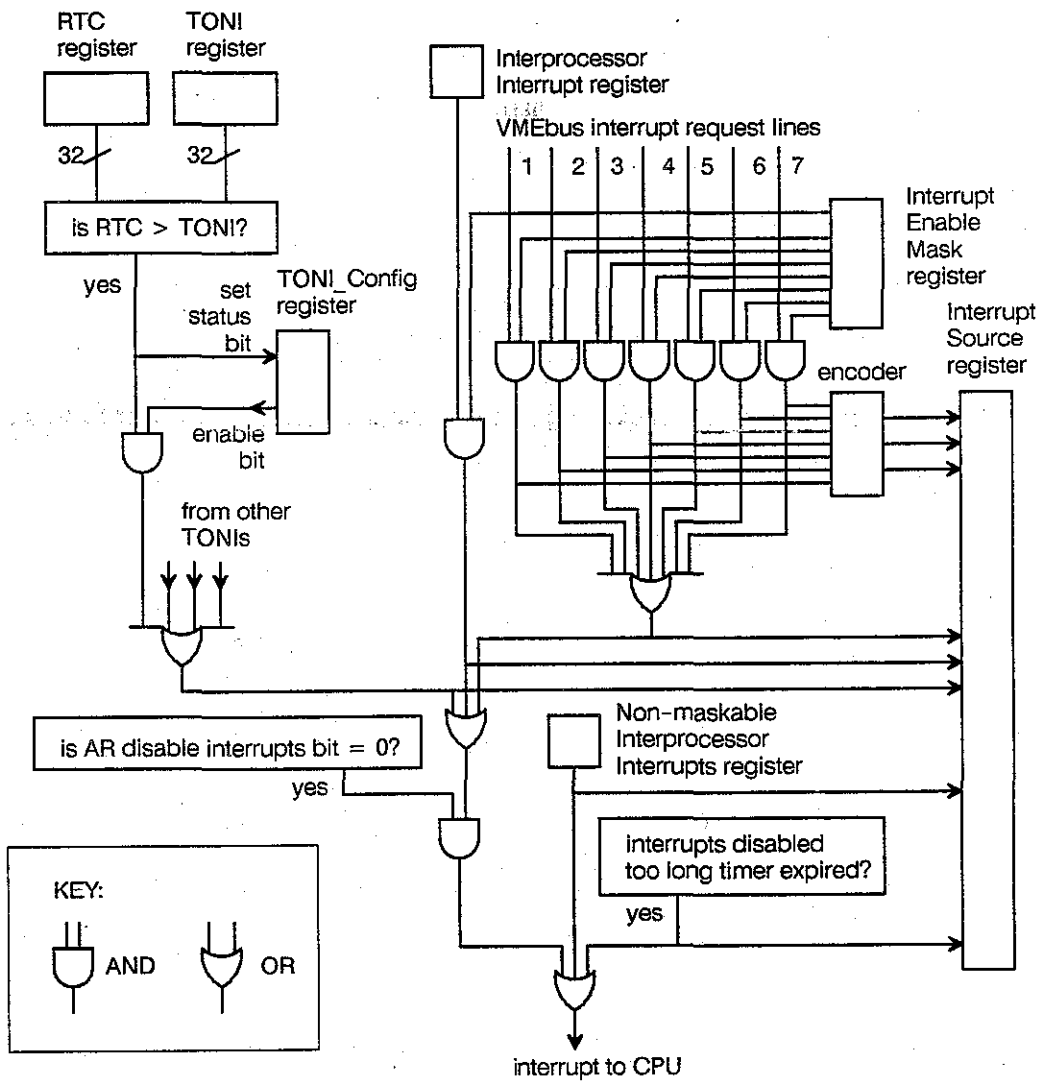 RTC
register
TONI
register
Interprocessor
Interrupt register
VMEbus interrupt request lines
32
32
1 2 3 4 5 6 7
is RTC > TONI?
Interrupt
Enable
Mask
register
yes
set
status
bit
TONI_Config
register
Interrupt
Source
register
encoder
enable
bit
from other
TONIs
is AR disable interrupts bit = 0?
yes
Non-maskable
Interprocessor
Interrupts register
interrupts disabled
too long timer expired?
yes
KEY:
AND
OR
interrupt to CPU